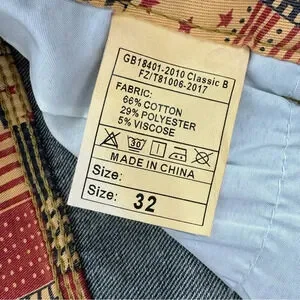 GB18401-2010 Classic B
FZ/T81006-2017
FABRIC:
66% COTTON
29% POLYESTER
5% VISCOSE
30
MADE IN CHINA
Size:
Size: 32